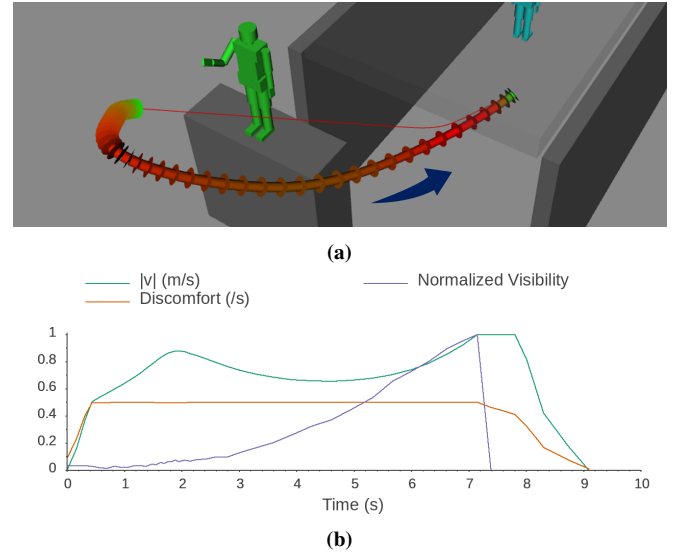 (a)
|v| (m/s)
Normalized Visibility
Discomfort (/s)
1
0.8
0.6
0.4
0.2
0
0 1 2 3 4 5 6 7 8 9 10
Time (s)
(b)